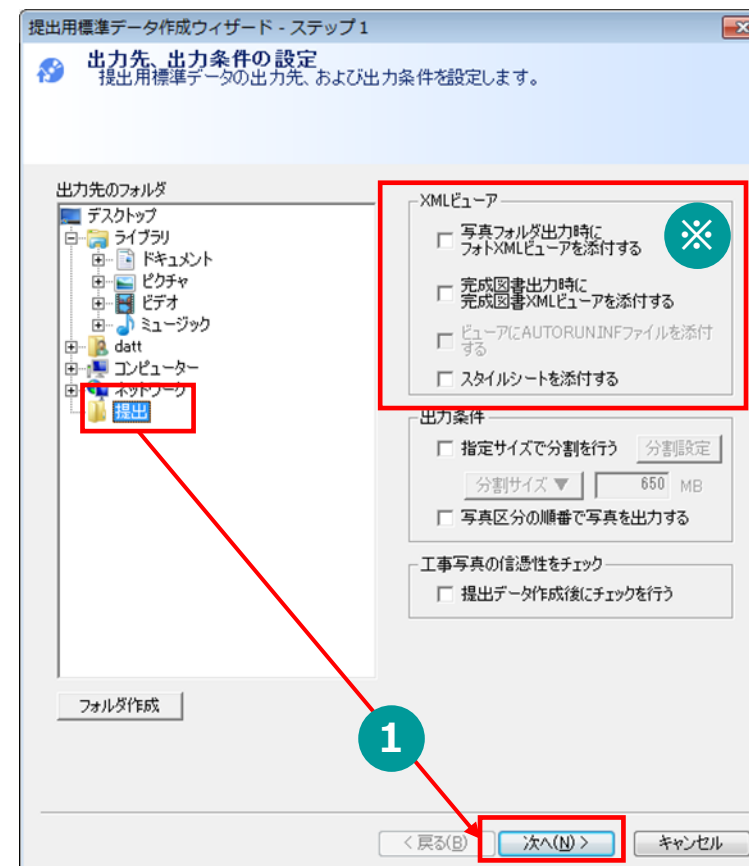 提出用標準データ作成ウィザード - ステップ1
出力先、出力条件の設定
提出用標準データの出力先、および出力条件を設定します。
出力先のフォルダ
デスクトップ
ライブラリ
ドキュメント
ピクチャ
ビデオ
ミュージック
datt
コンピューター
ネットワーク
提出
フォルダ作成
XMLビューア
※
写真フォルダ出力時に
フォトXMLビューアを添付する
完成図書出力時に
完成図書XMLビューアを添付する
ビューアにAUTORUN.INFファイルを添付
する
スタイルシートを添付する
出力条件
指定サイズで分割を行う 分割設定
分割サイズ ▼ 650 MB
写真区分の順番で写真を出力する
工事写真の信憑性をチェック
提出データ作成後にチェックを行う
1
< 戻る(B) 次へ(N) > キャンセル